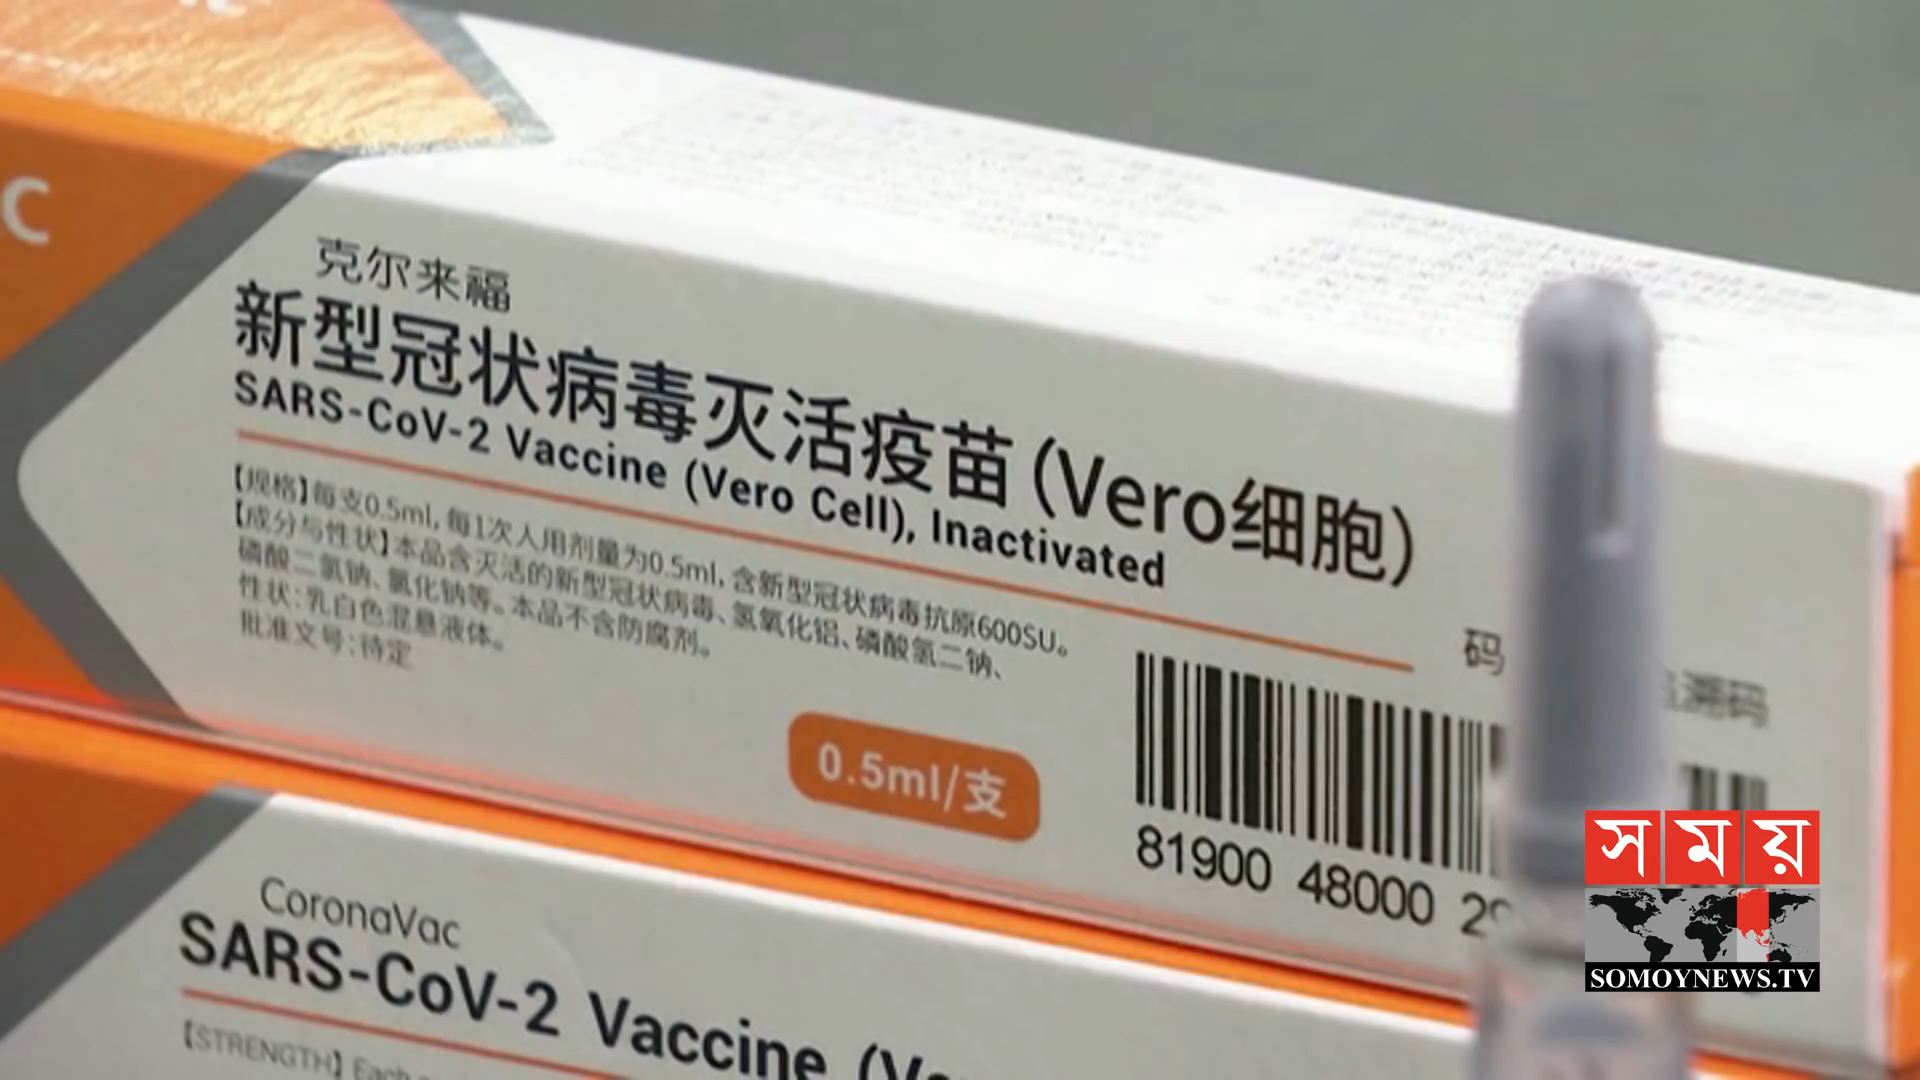 C
克尔来福
新型冠状病毒灭活疫苗(Vero细胞)
SARS-CoV-2 Vaccine (Vero Cell), Inactivated
【规格】每支0.5ml, 每1次人用剂量为0.5ml, 含新型冠状病毒抗原600SU。
【成分与性状】本品含灭活的新型冠状病毒、氢氧化铝、磷酸氢二钠、
磷酸二氢钠、氯化钠等。本品不含防腐剂。
性状:乳白色混悬液体。
批准文号:待定
码
溯码
0.5ml/支
81900 48000 29
CoronaVac
SARS-CoV-2 Vaccine (Ve
【STRENGTH】Each
সময়
SOMOYNEWS.TV